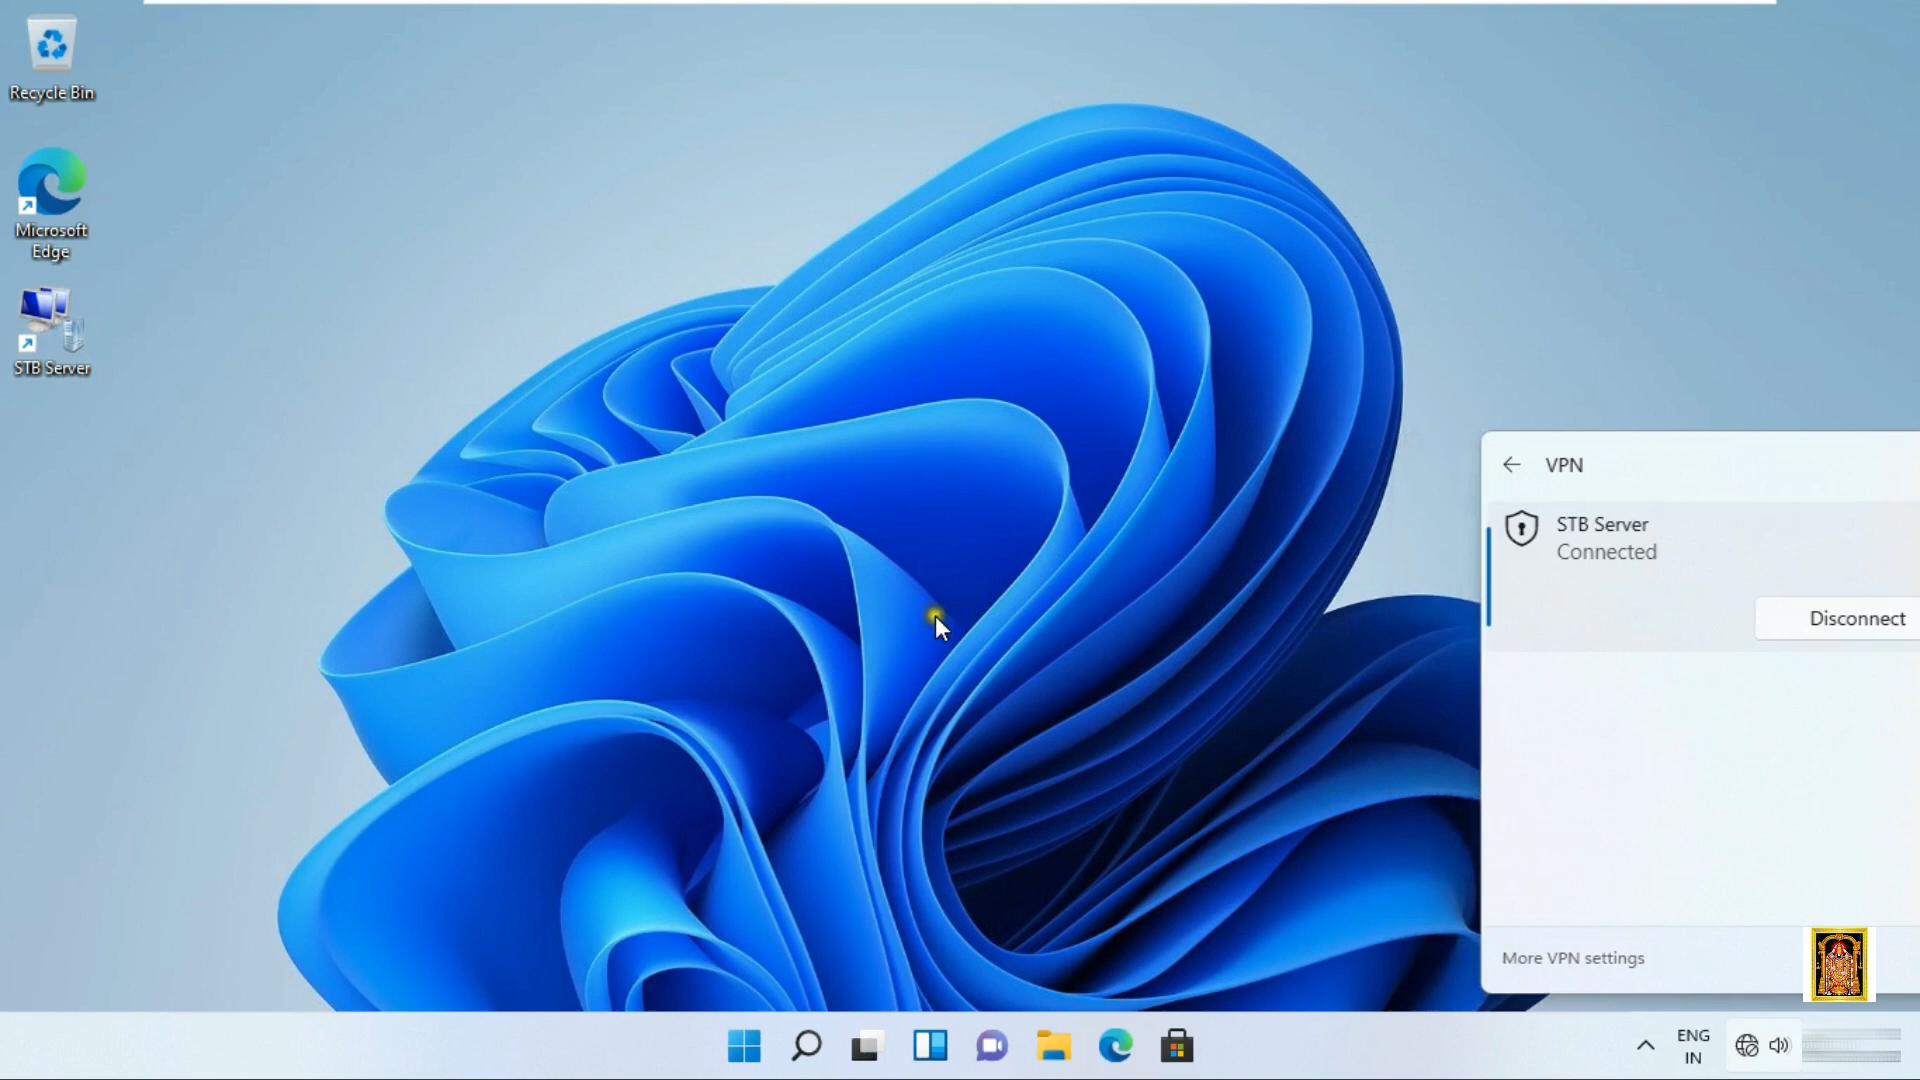 Recycle Bin
Microsoft
Edge
STB Server
VPN
STB Server
Connected
Disconnect
More VPN settings
ENG
IN